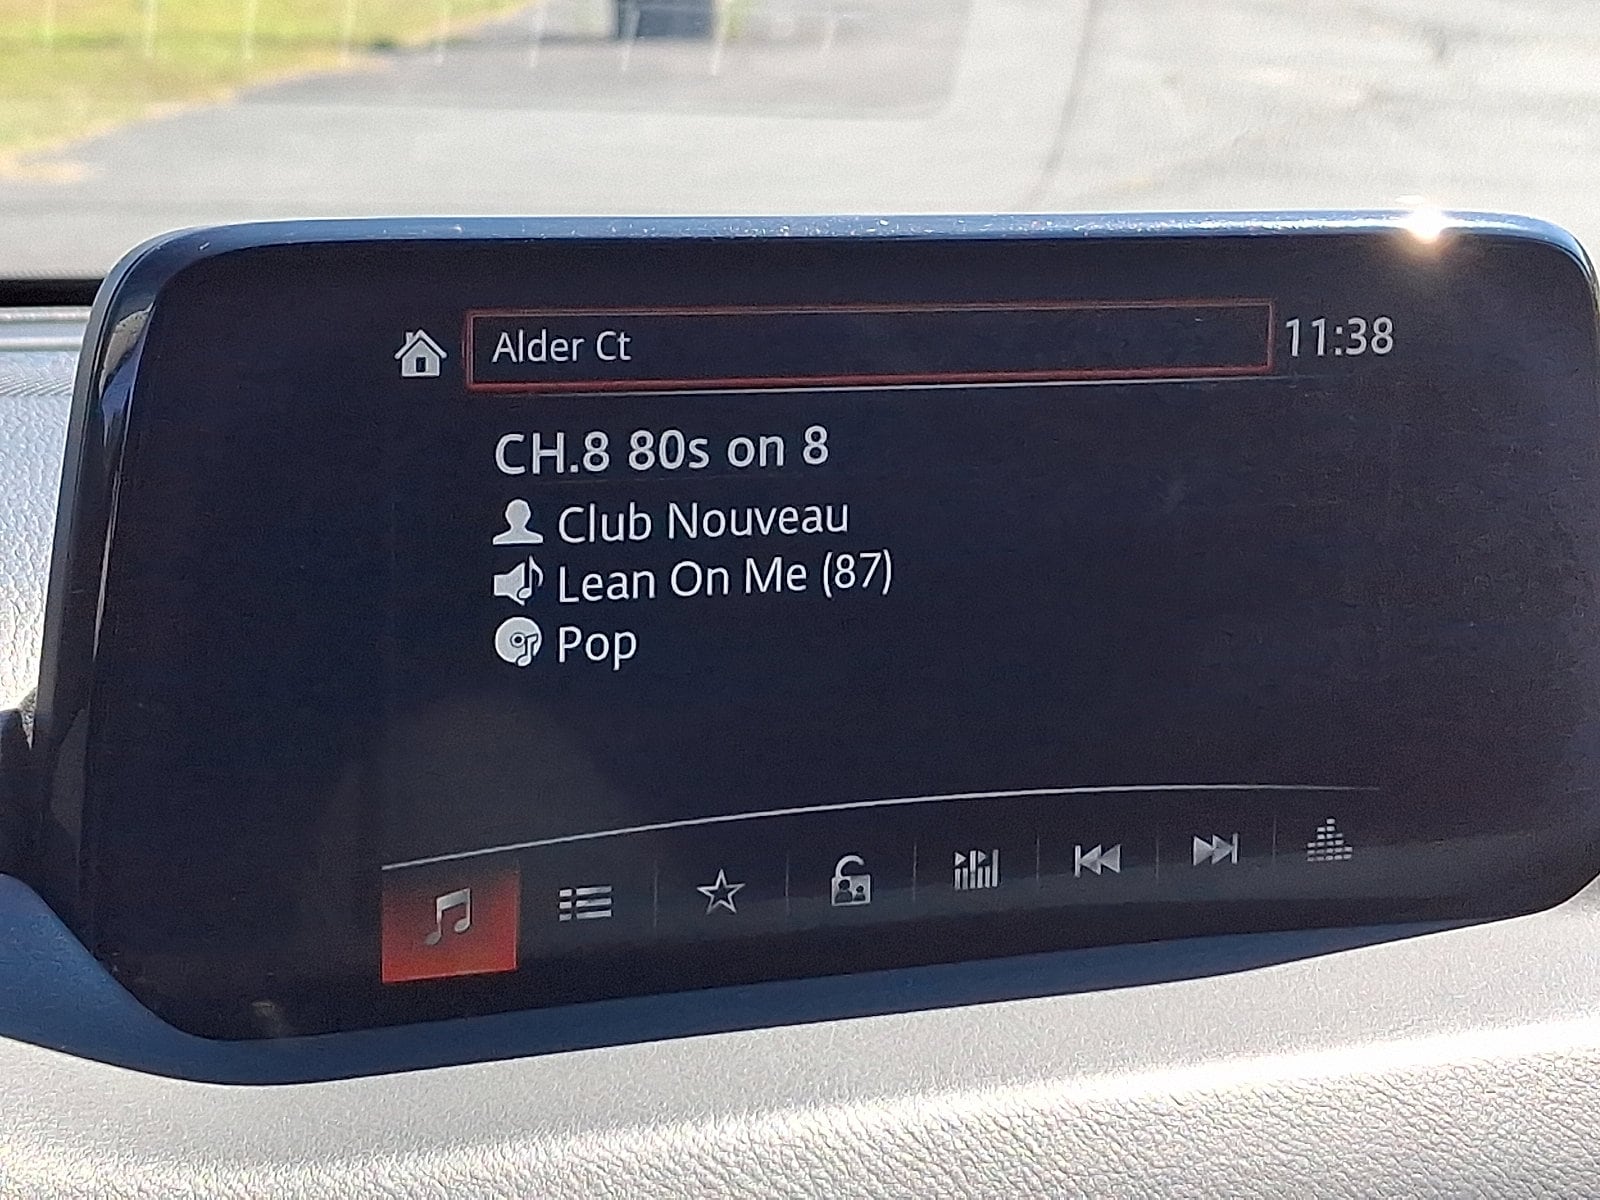 Alder Ct
11:38
CH.8 80s on 8
Club Nouveau
Lean On Me (87)
Pop